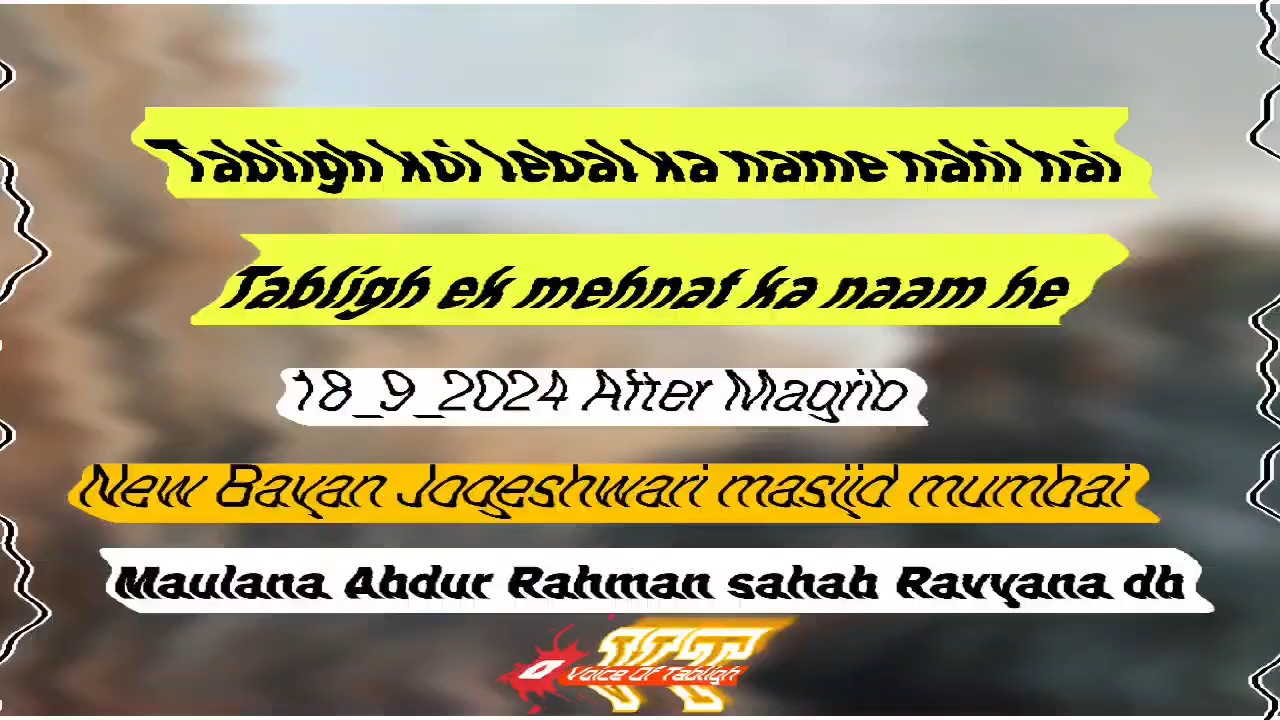 Tabligh koi lebal ka name nahi hai
Tabligh ek mehnat ka naam he
18_9_2024 After Magrib
New Bayan Jogeshwari masjid mumbai
Maulana Abdur Rahman sahab Ravyana db
VT
Voice Of Tabligh